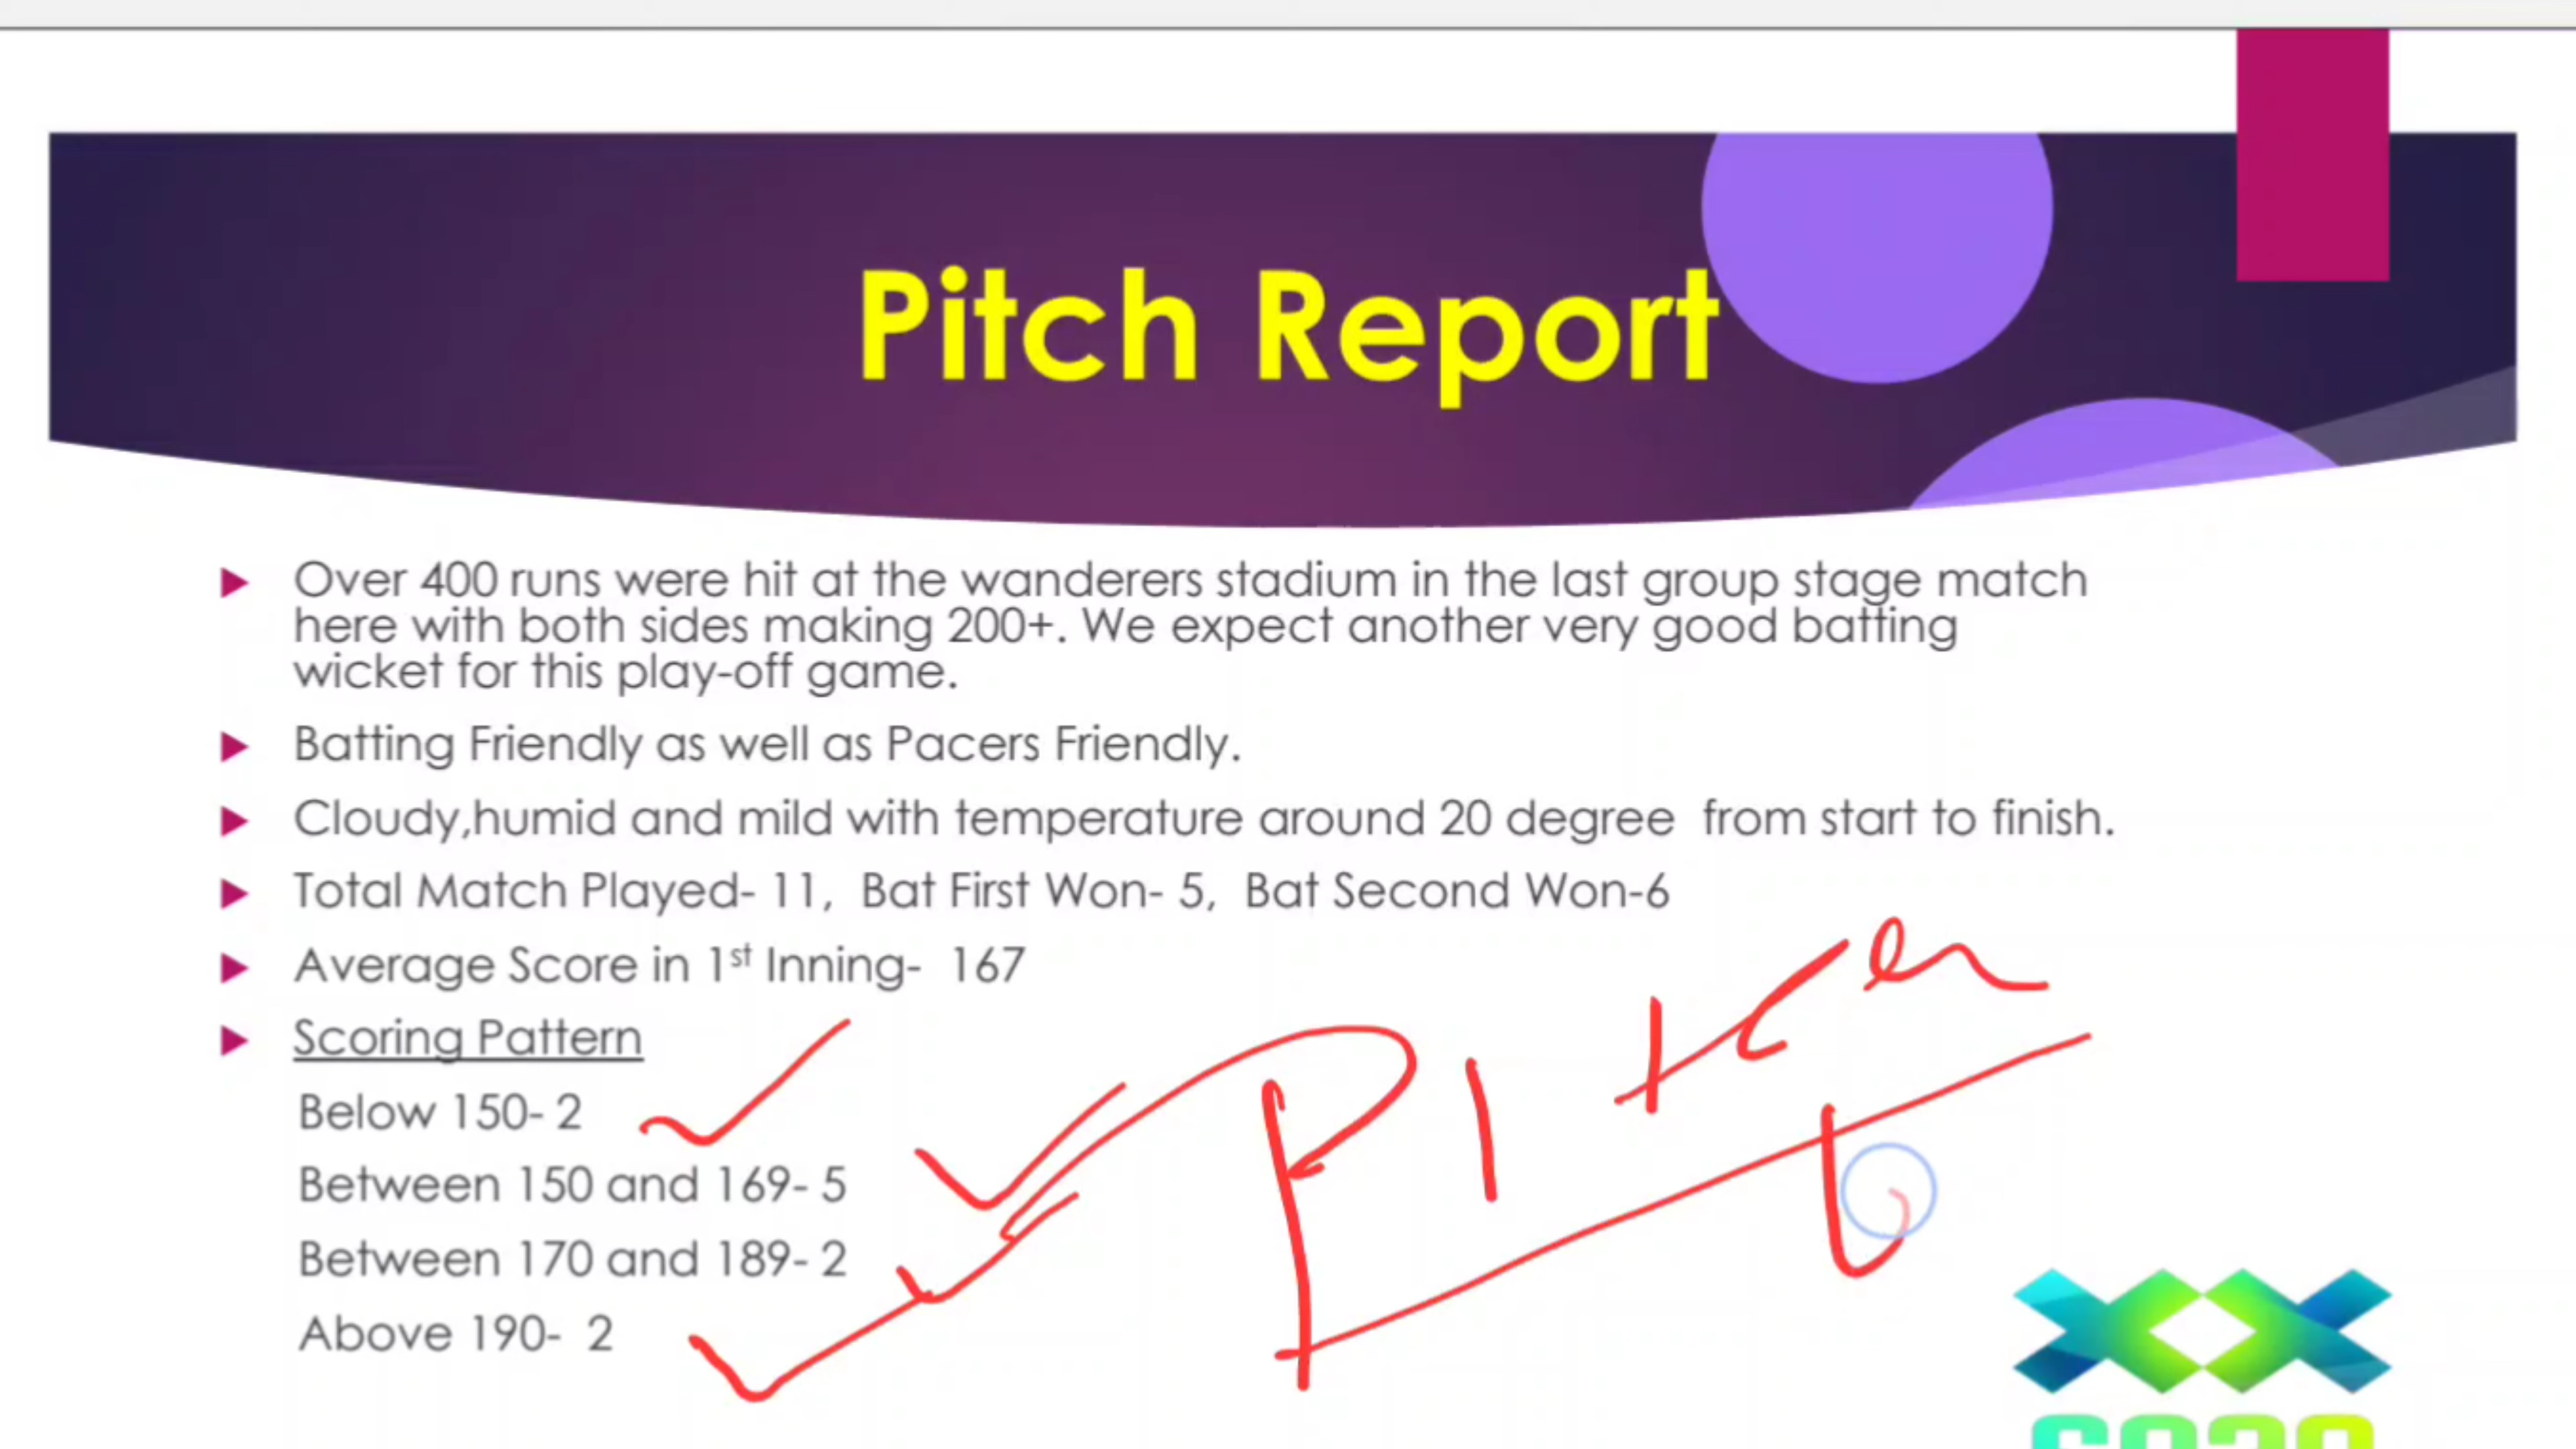 Pitch Report
Over 400 runs were hit at the wanderers stadium in the last group stage match
here with both sides making 200+. We expect another very good batting
wicket for this play-off game.
Batting Friendly as well as Pacers Friendly.
Cloudy,humid and mild with temperature around 20 degree from start to finish.
Total Match Played- 11, Bat First Won- 5, Bat Second Won-6
Average Score in 1st Inning- 167
Scoring Pattern
Below 150- 2
Between 150 and 169- 5
Between 170 and 189- 2
Above 190- 2